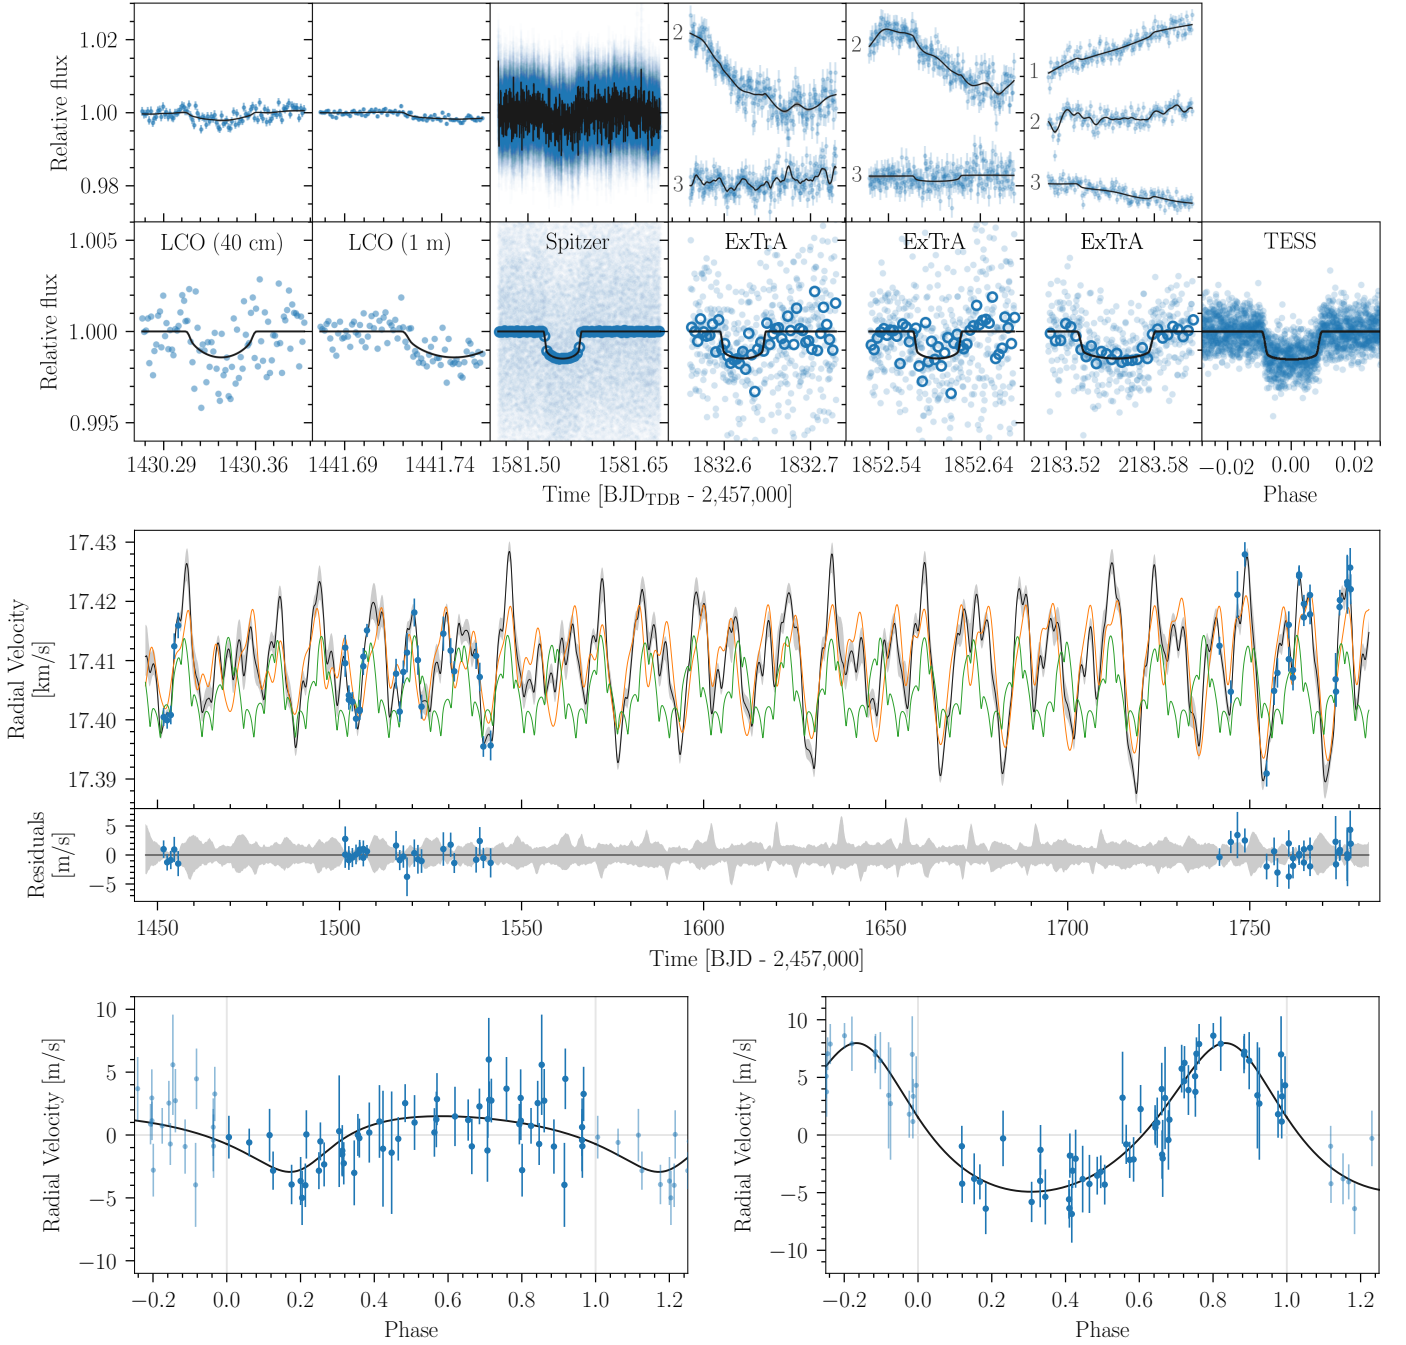 Relative flux
1.02
1.00
0.98
2
3
2
3
1
2
3
Relative flux
1.005
1.000
0.995
LCO (40 cm)
LCO (1 m)
Spitzer
ExTrA
ExTrA
ExTrA
TESS
1430.29 1430.36 1441.69 1441.74 1581.50 1581.65 1832.6 1832.7 1852.54 1852.64 2183.52 2183.58 −0.02 0.00 0.02
Time [BJD_TDB - 2,457,000]
Phase
Radial Velocity
[km/s]
17.43
17.42
17.41
17.40
17.39
Residuals
[m/s]
5
0
−5
1450 1500 1550 1600 1650 1700 1750
Time [BJD - 2,457,000]
Radial Velocity [m/s]
10
5
0
−5
−10
−0.2 0.0 0.2 0.4 0.6 0.8 1.0 1.2
Phase
Radial Velocity [m/s]
10
5
0
−5
−10
−0.2 0.0 0.2 0.4 0.6 0.8 1.0 1.2
Phase